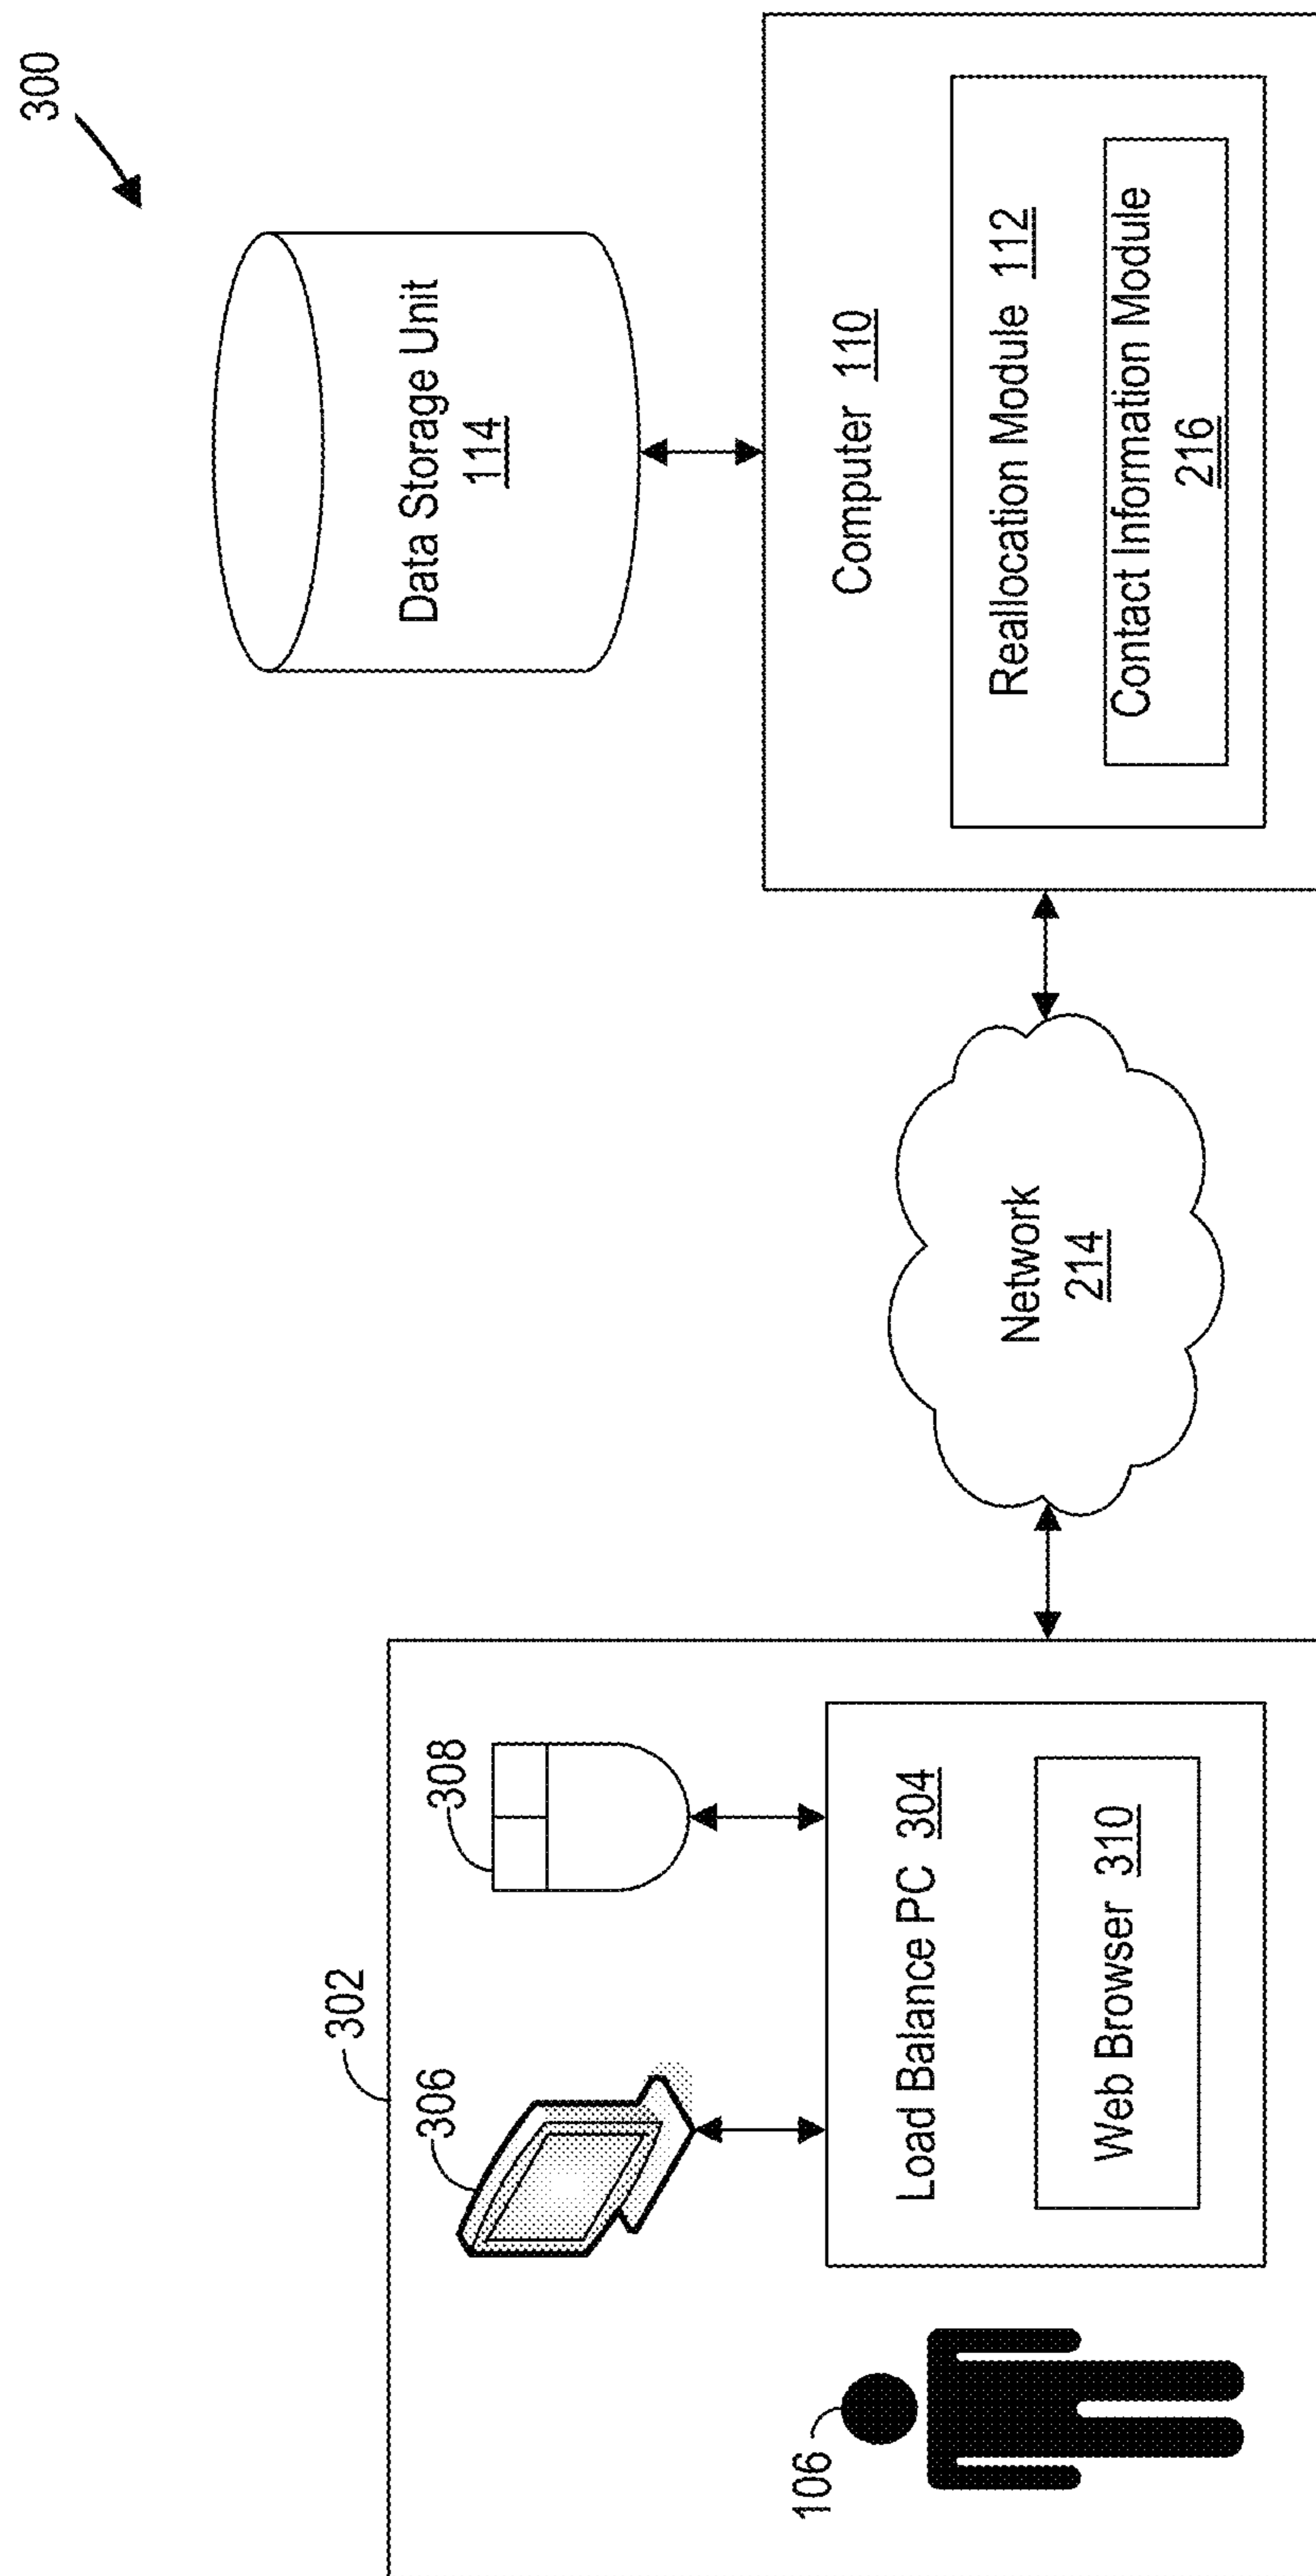 300
302
306
308
106
Load Balance PC 304
Web Browser 310
Network
214
Data Storage Unit
114
Computer 110
Reallocation Module 112
Contact Information Module
216